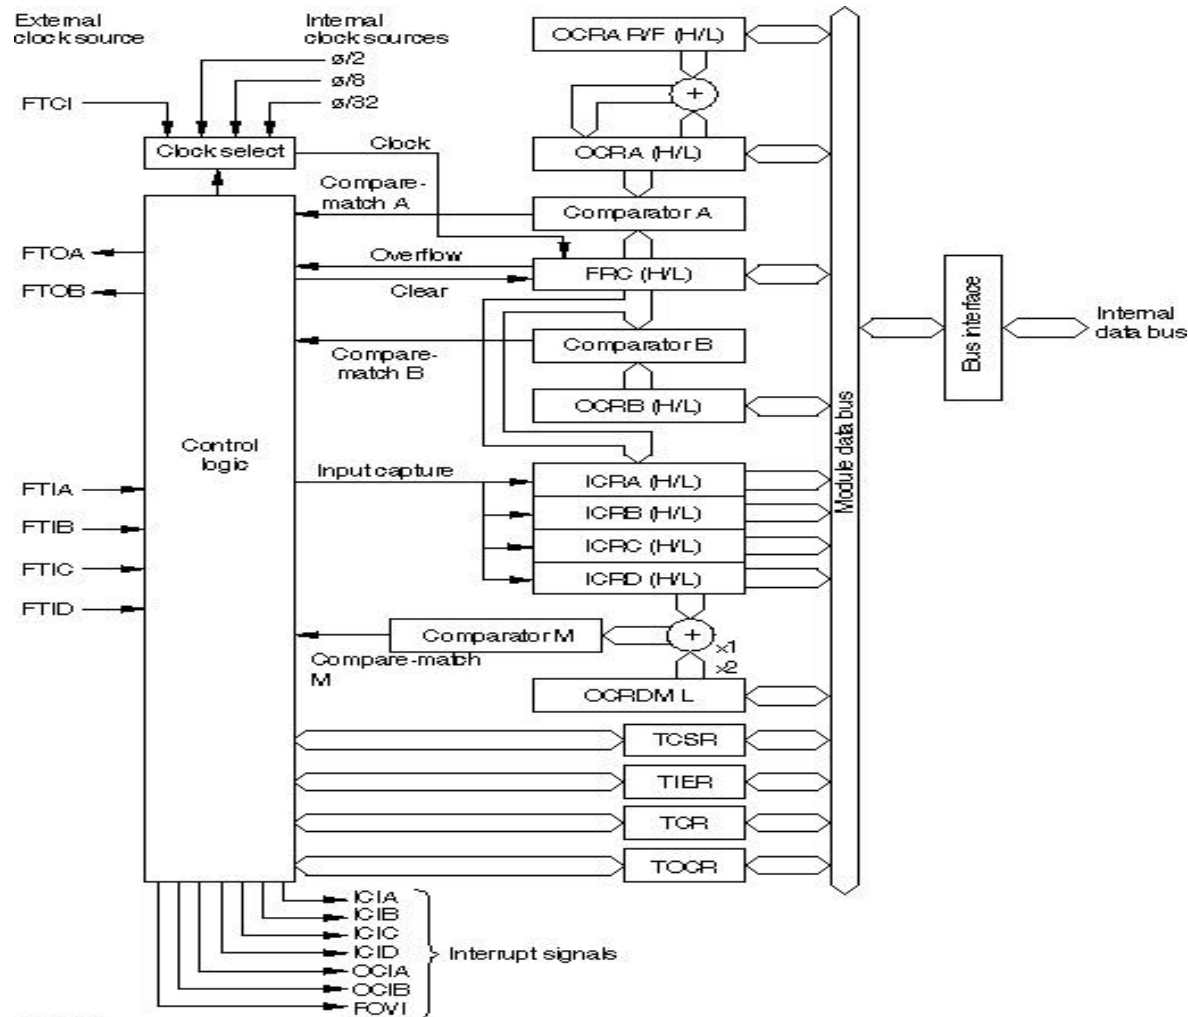 External
clock source
Internal
clock sources
ø/2
ø/8
ø/32
FTCI
Clock select
Clock
OCRA R/F (H/L)
+
OCRA (H/L)
Compare-
match A
Comparator A
FTOA
Overflow
FRC (H/L)
FTOB
Clear
Compare-
match B
Comparator B
OCRB (H/L)
Module data bus
Bus interface
Internal
data bus
Control
logic
Input capture
FTIA
FTIB
FTIC
FTID
ICRA (H/L)
ICRB (H/L)
ICRC (H/L)
ICRD (H/L)
Comparator M
+
x1
x2
Compare-match
M
OCRDM L
TCSR
TIER
TCR
TOCR
ICIA
ICIB
ICIC
ICID
OCIA
OCIB
FOVI
Interrupt signals